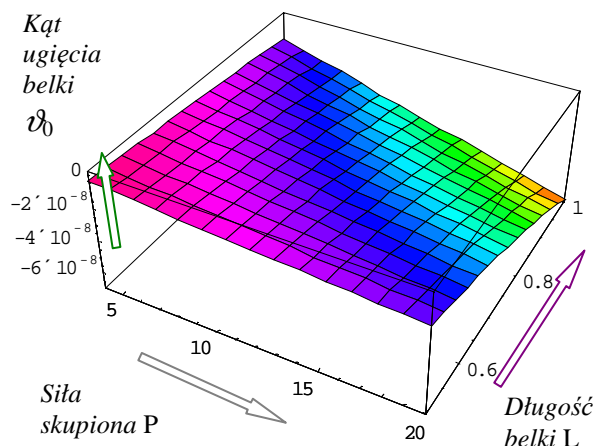 Kąt
ugięcia
belki
ϑ0
0
-2´ 10-8
-4´ 10-8
-6´ 10-8
5
10
15
20
0.6
0.8
1
Siła
skupiona P
Długość
belki L